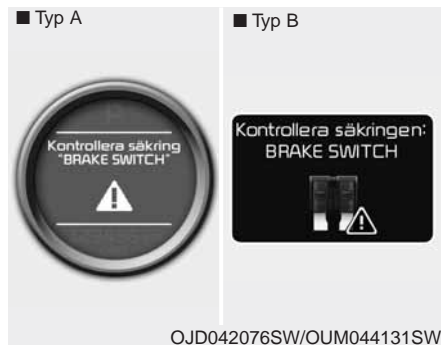 ■ Typ A
Kontrollera säkring
"BRAKE SWITCH"
■ Typ B
Kontrollera säkringen:
BRAKE SWITCH
OJD042076SW/OUM044131SW